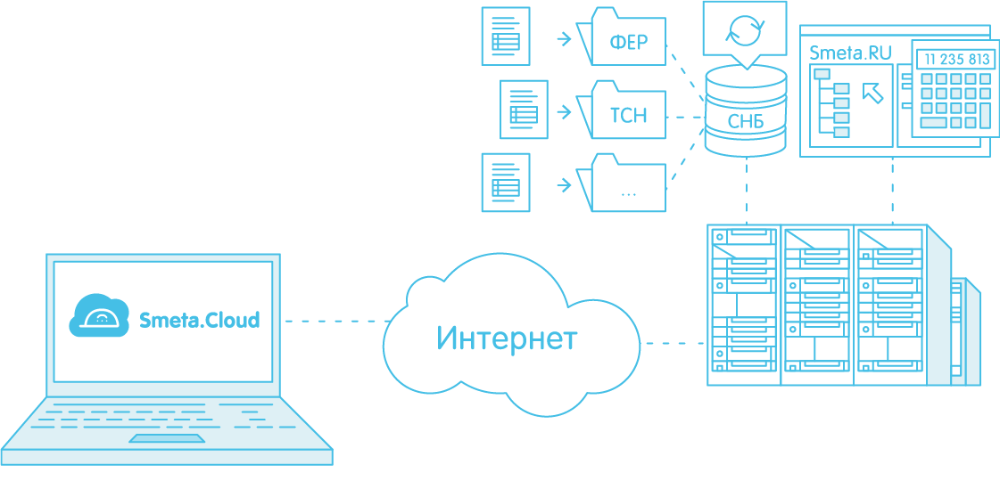 ФЕР
Smeta.RU
11 235 813
ТСН
СНБ
...
Smeta.Cloud
Интернет